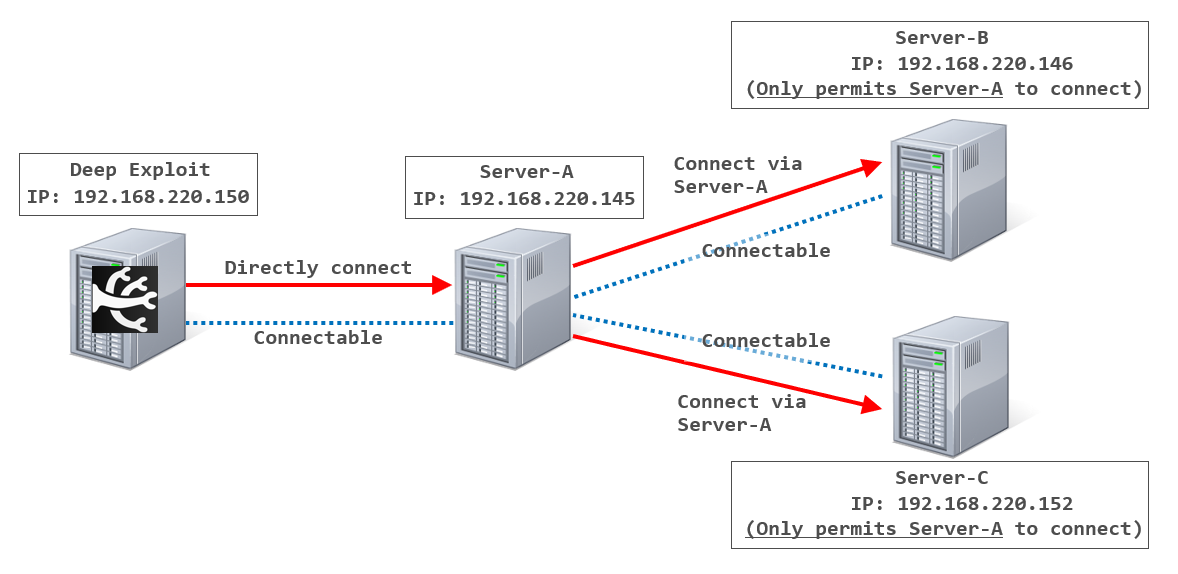 Server-B
IP: 192.168.220.146
(Only permits Server-A to connect)
Deep Exploit
IP: 192.168.220.150
Server-A
IP: 192.168.220.145
Connect via
Server-A
Directly connect
Connectable
Connectable
Connectable
Connect via
Server-A
Server-C
IP: 192.168.220.152
(Only permits Server-A to connect)